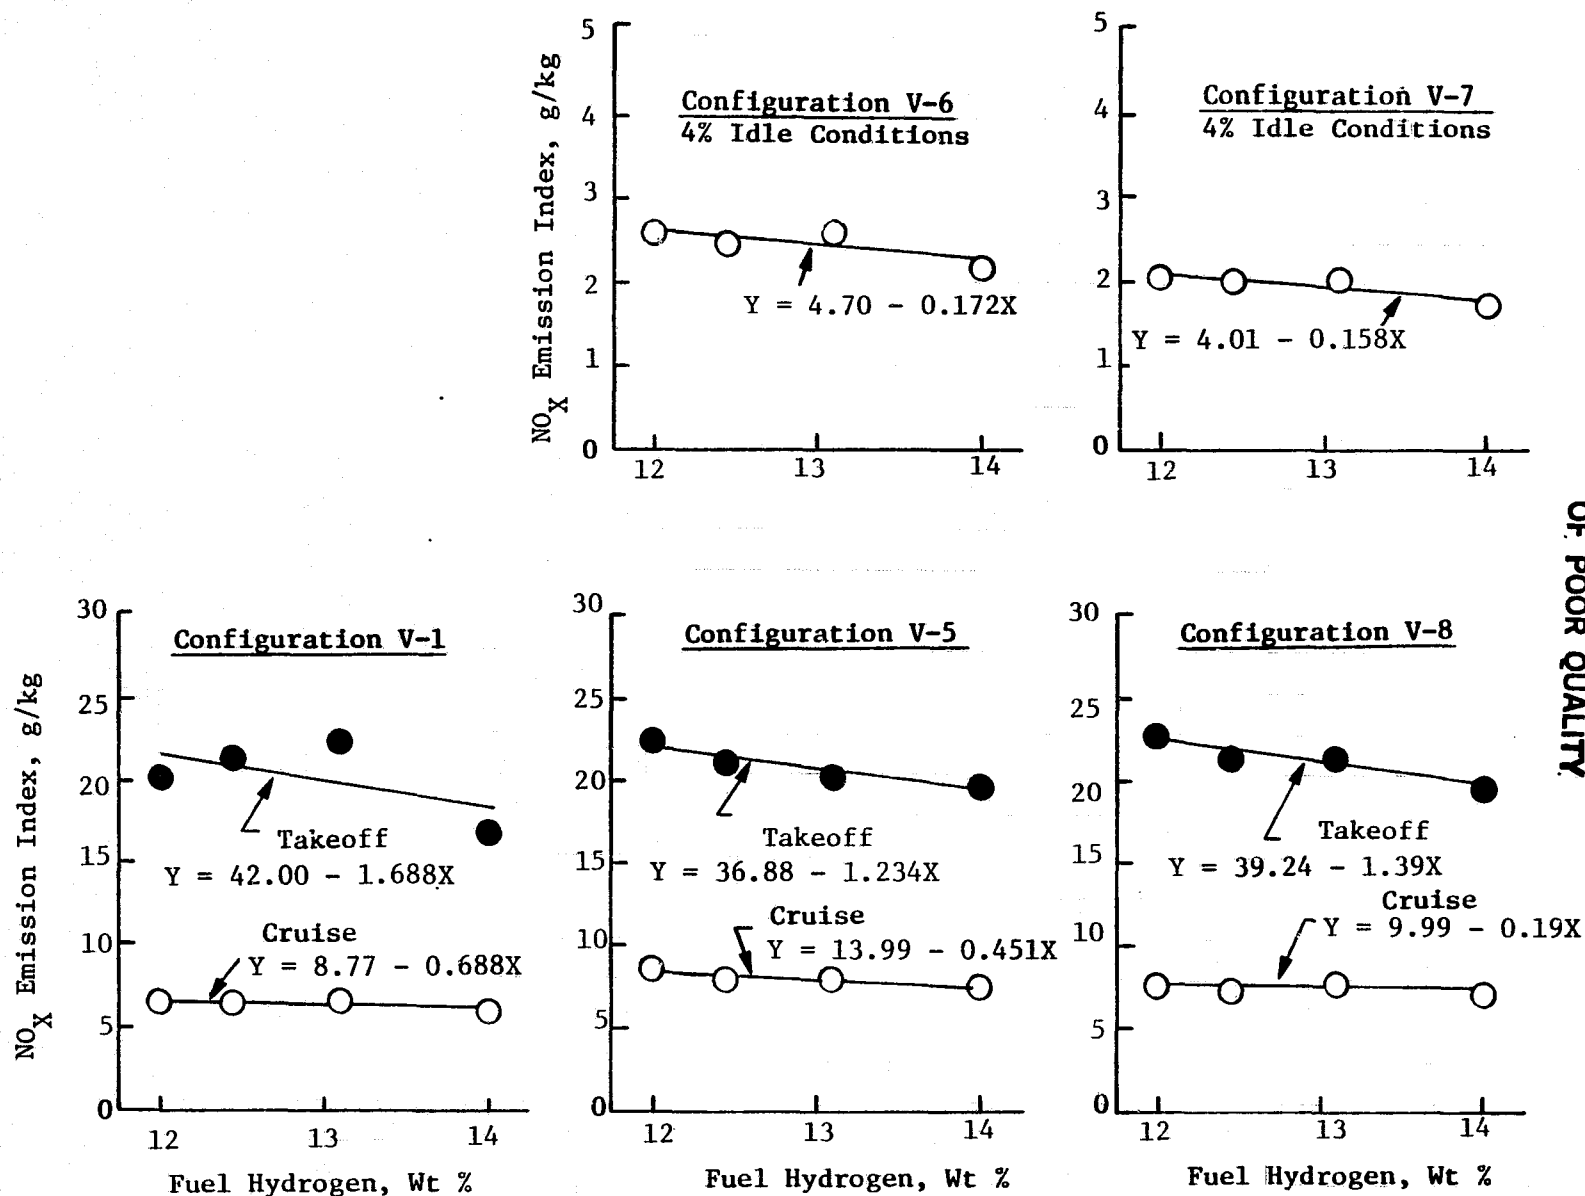 5
4
3
2
1
0
NO_X Emission Index, g/kg
Configuration V-6
4% Idle Conditions
Y = 4.70 - 0.172X
12 13 14
5
4
3
2
1
0
Configuration V-7
4% Idle Conditions
Y = 4.01 - 0.158X
12 13 14
OF POOR QUALITY
30
25
20
15
10
5
0
NO_X Emission Index, g/kg
Configuration V-1
Takeoff
Y = 42.00 - 1.688X
Cruise
Y = 8.77 - 0.688X
12 13 14
Fuel Hydrogen, Wt %
30
25
20
15
10
5
0
Configuration V-5
Takeoff
Y = 36.88 - 1.234X
Cruise
Y = 13.99 - 0.451X
12 13 14
Fuel Hydrogen, Wt %
30
25
20
15
10
5
0
Configuration V-8
Takeoff
Y = 39.24 - 1.39X
Cruise
Y = 9.99 - 0.19X
12 13 14
Fuel Hydrogen, Wt %